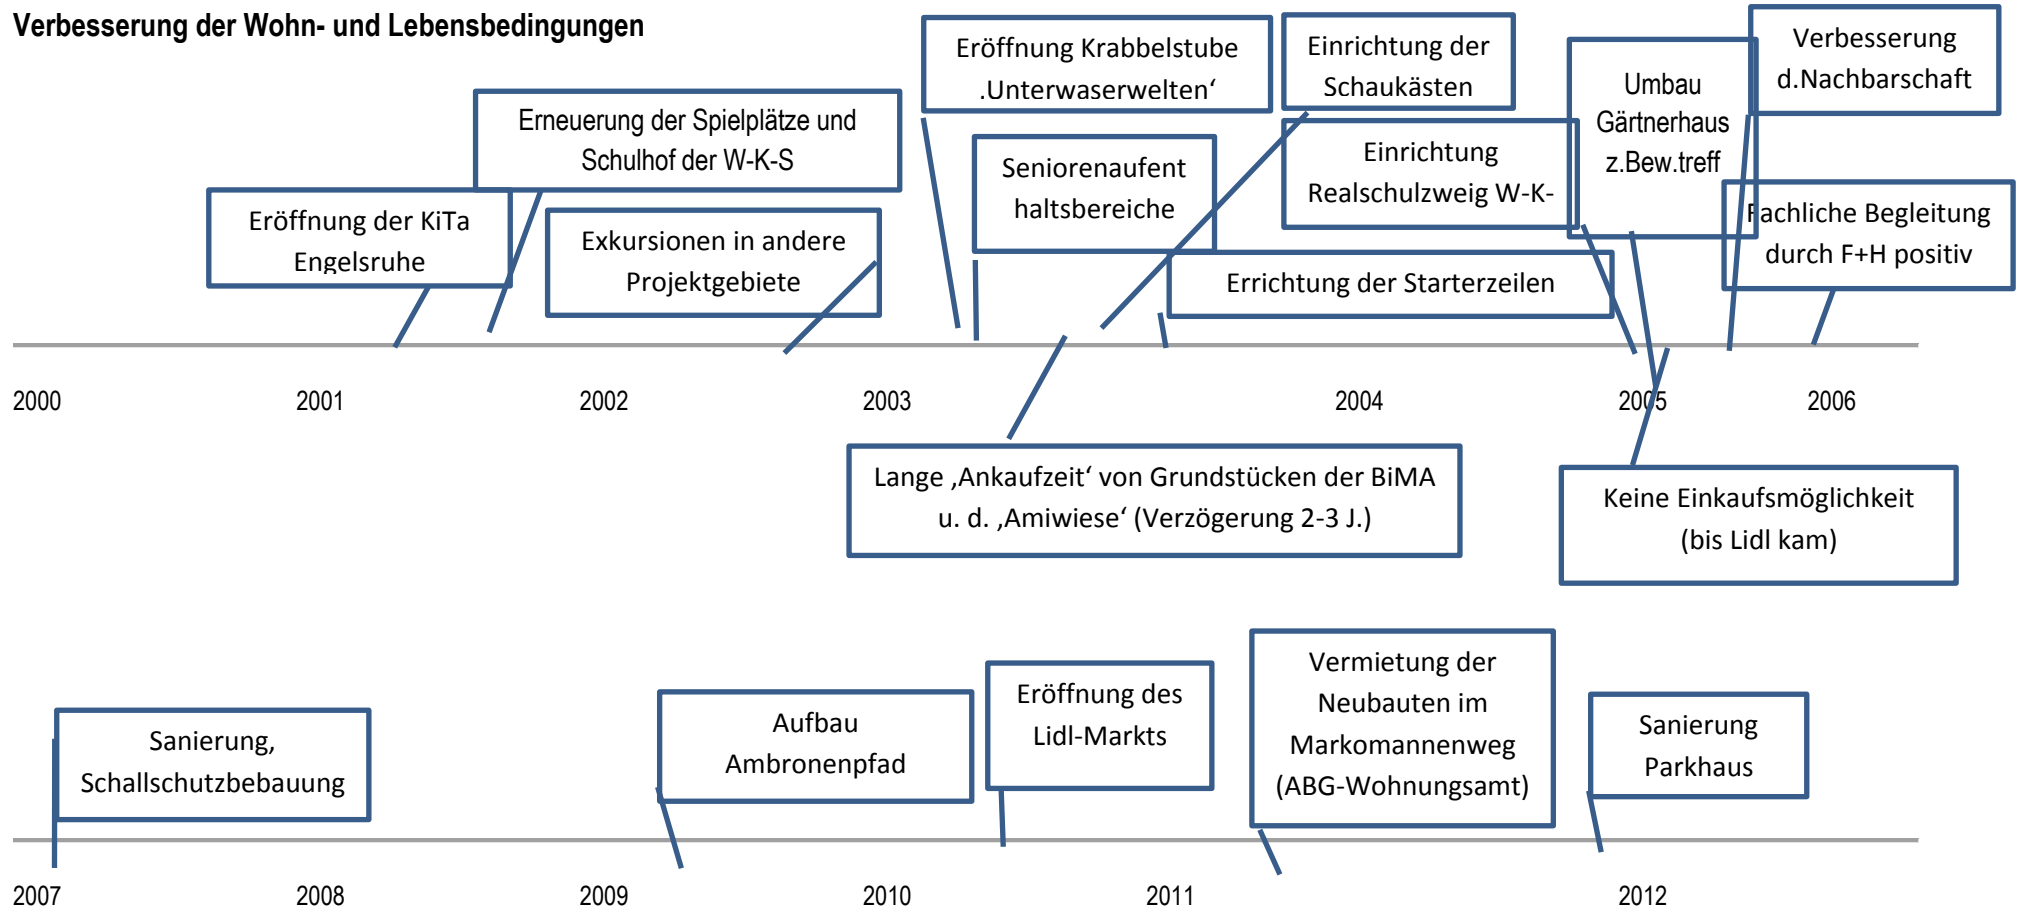 Verbesserung der Wohn- und Lebensbedingungen
Eröffnung der KiTa
Engelsruhe
Erneuerung der Spielplätze und
Schulhof der W-K-S
Exkursionen in andere
Projektgebiete
Eröffnung Krabbelstube
‚Unterwaserwelten‘
Seniorenaufent
haltsbereiche
Einrichtung der
Schaukästen
Einrichtung
Realschulzweig W-K-
Errichtung der Starterzeilen
Umbau
Gärtnerhaus
z.Bew.treff
Verbesserung
d.Nachbarschaft
Fachliche Begleitung
durch F+H positiv
2000 2001 2002 2003 2004 2005 2006
Lange ‚Ankaufzeit‘ von Grundstücken der BiMA
u. d. ‚Amiwiese‘ (Verzögerung 2-3 J.)
Keine Einkaufsmöglichkeit
(bis Lidl kam)
Sanierung,
Schallschutzbebauung
Aufbau
Ambronenpfad
Eröffnung des
Lidl-Markts
Vermietung der
Neubauten im
Markomannenweg
(ABG-Wohnungsamt)
Sanierung
Parkhaus
2007 2008 2009 2010 2011 2012